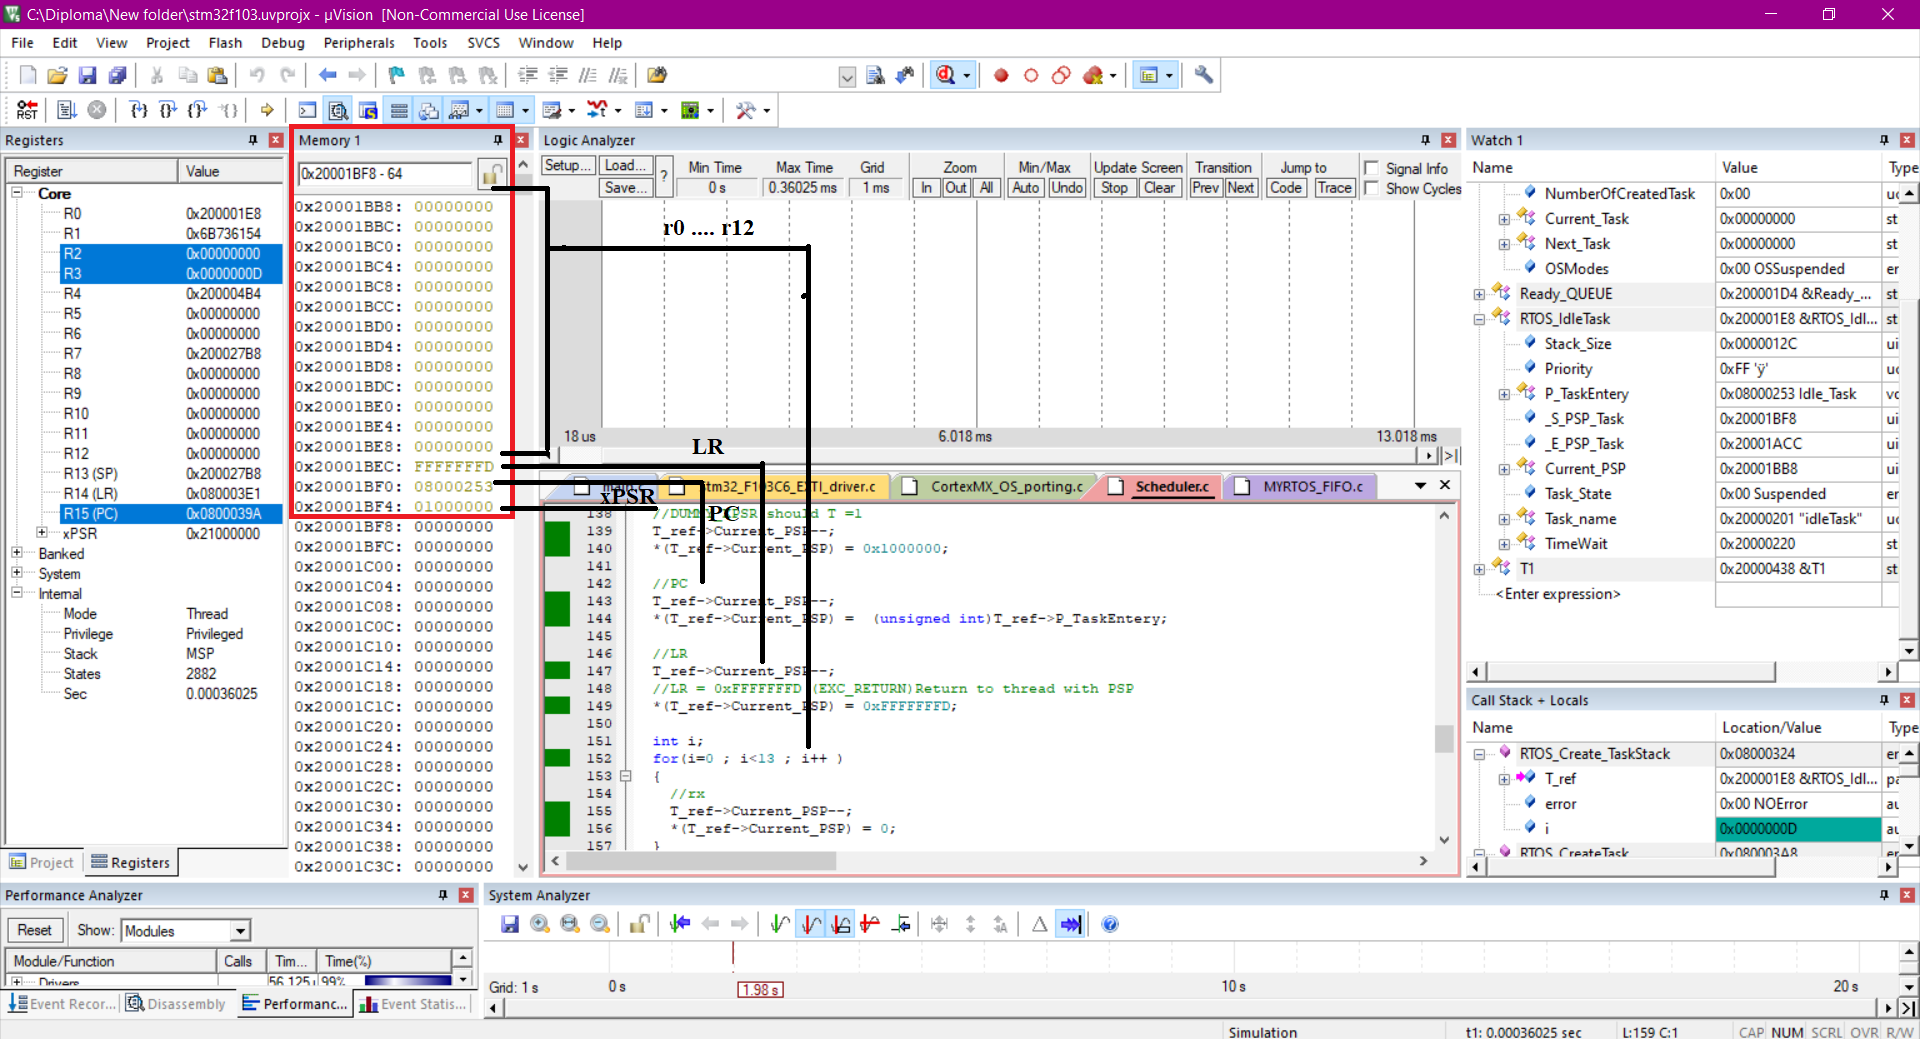 C:\Diploma\New folder\stm32f103.uvprojx - µVision  [Non-Commercial Use License]
File Edit View Project Flash Debug Peripherals Tools SVCS Window Help
RST
Registers
Register Value
Core
R0 0x200001E8
R1 0x6B736154
R2 0x00000000
R3 0x0000000D
R4 0x200004B4
R5 0x00000000
R6 0x00000000
R7 0x200027B8
R8 0x00000000
R9 0x00000000
R10 0x00000000
R11 0x00000000
R12 0x00000000
R13 (SP) 0x200027B8
R14 (LR) 0x080003E1
R15 (PC) 0x0800039A
xPSR 0x21000000
Banked
System
Internal
Mode Thread
Privilege Privileged
Stack MSP
States 2882
Sec 0.00036025
Project Registers
Memory 1
0x20001BF8 - 64
0x20001BB8: 00000000
0x20001BBC: 00000000
0x20001BC0: 00000000
0x20001BC4: 00000000
0x20001BC8: 00000000
0x20001BCC: 00000000
0x20001BD0: 00000000
0x20001BD4: 00000000
0x20001BD8: 00000000
0x20001BDC: 00000000
0x20001BE0: 00000000
0x20001BE4: 00000000
0x20001BE8: 00000000
0x20001BEC: FFFFFFFD
0x20001BF0: 08000253
0x20001BF4: 01000000
0x20001BF8: 00000000
0x20001BFC: 00000000
0x20001C00: 00000000
0x20001C04: 00000000
0x20001C08: 00000000
0x20001C0C: 00000000
0x20001C10: 00000000
0x20001C14: 00000000
0x20001C18: 00000000
0x20001C1C: 00000000
0x20001C20: 00000000
0x20001C24: 00000000
0x20001C28: 00000000
0x20001C2C: 00000000
0x20001C30: 00000000
0x20001C34: 00000000
0x20001C38: 00000000
0x20001C3C: 00000000
Logic Analyzer
Setup... Load... Min Time Max Time Grid Zoom Min/Max Update Screen Transition Jump to Signal Info
Save... ? 0 s 0.36025 ms 1 ms In Out All Auto Undo Stop Clear Prev Next Code Trace Show Cycles
r0 .... r12
18 us 6.018 ms 13.018 ms
LR
xPSR
PC
main.c stm32_F103C6_EXTI_driver.c CortexMX_OS_porting.c Scheduler.c MYRTOS_FIFO.c
138 //DUMMY xPSR should T =1
139 T_ref->Current_PSP--;
140 *(T_ref->Current_PSP) = 0x1000000;
141
142 //PC
143 T_ref->Current_PSP--;
144 *(T_ref->Current_PSP) =  (unsigned int)T_ref->P_TaskEntery;
145
146 //LR
147 T_ref->Current_PSP--;
148 //LR = 0xFFFFFFFD (EXC_RETURN)Return to thread with PSP
149 *(T_ref->Current_PSP) = 0xFFFFFFFD;
150
151 int i;
152 for(i=0 ; i<13 ; i++ )
153 {
154 //rx
155 T_ref->Current_PSP--;
156 *(T_ref->Current_PSP) = 0;
157 }
Watch 1
Name Value Type
NumberOfCreatedTask 0x00 uc
Current_Task 0x00000000 st
Next_Task 0x00000000 st
OSModes 0x00 OSSuspended er
Ready_QUEUE 0x200001D4 &Ready_... st
RTOS_IdleTask 0x200001E8 &RTOS_Idl... st
Stack_Size 0x0000012C ui
Priority 0xFF 'ÿ' uc
P_TaskEntery 0x08000253 Idle_Task vc
_S_PSP_Task 0x20001BF8 ui
_E_PSP_Task 0x20001ACC ui
Current_PSP 0x20001BB8 ui
Task_State 0x00 Suspended er
Task_name 0x20000201 "idleTask" uc
TimeWait 0x20000220 st
T1 0x20000438 &T1 st
<Enter expression>
Call Stack + Locals
Name Location/Value Type
RTOS_Create_TaskStack 0x08000324 er
T_ref 0x200001E8 &RTOS_Idl... pa
error 0x00 NOError au
i 0x0000000D au
RTOS_CreateTask 0x080003A8 er
Performance Analyzer
Reset Show: Modules
Module/Function Calls Tim... Time(%)
Drivers 56.125 99%
Event Recor... Disassembly Performanc... Event Statis...
System Analyzer
Grid: 1 s 0 s 1.98 s 10 s 20 s
Simulation t1: 0.00036025 sec L:159 C:1 CAP NUM SCRL OVR R/W